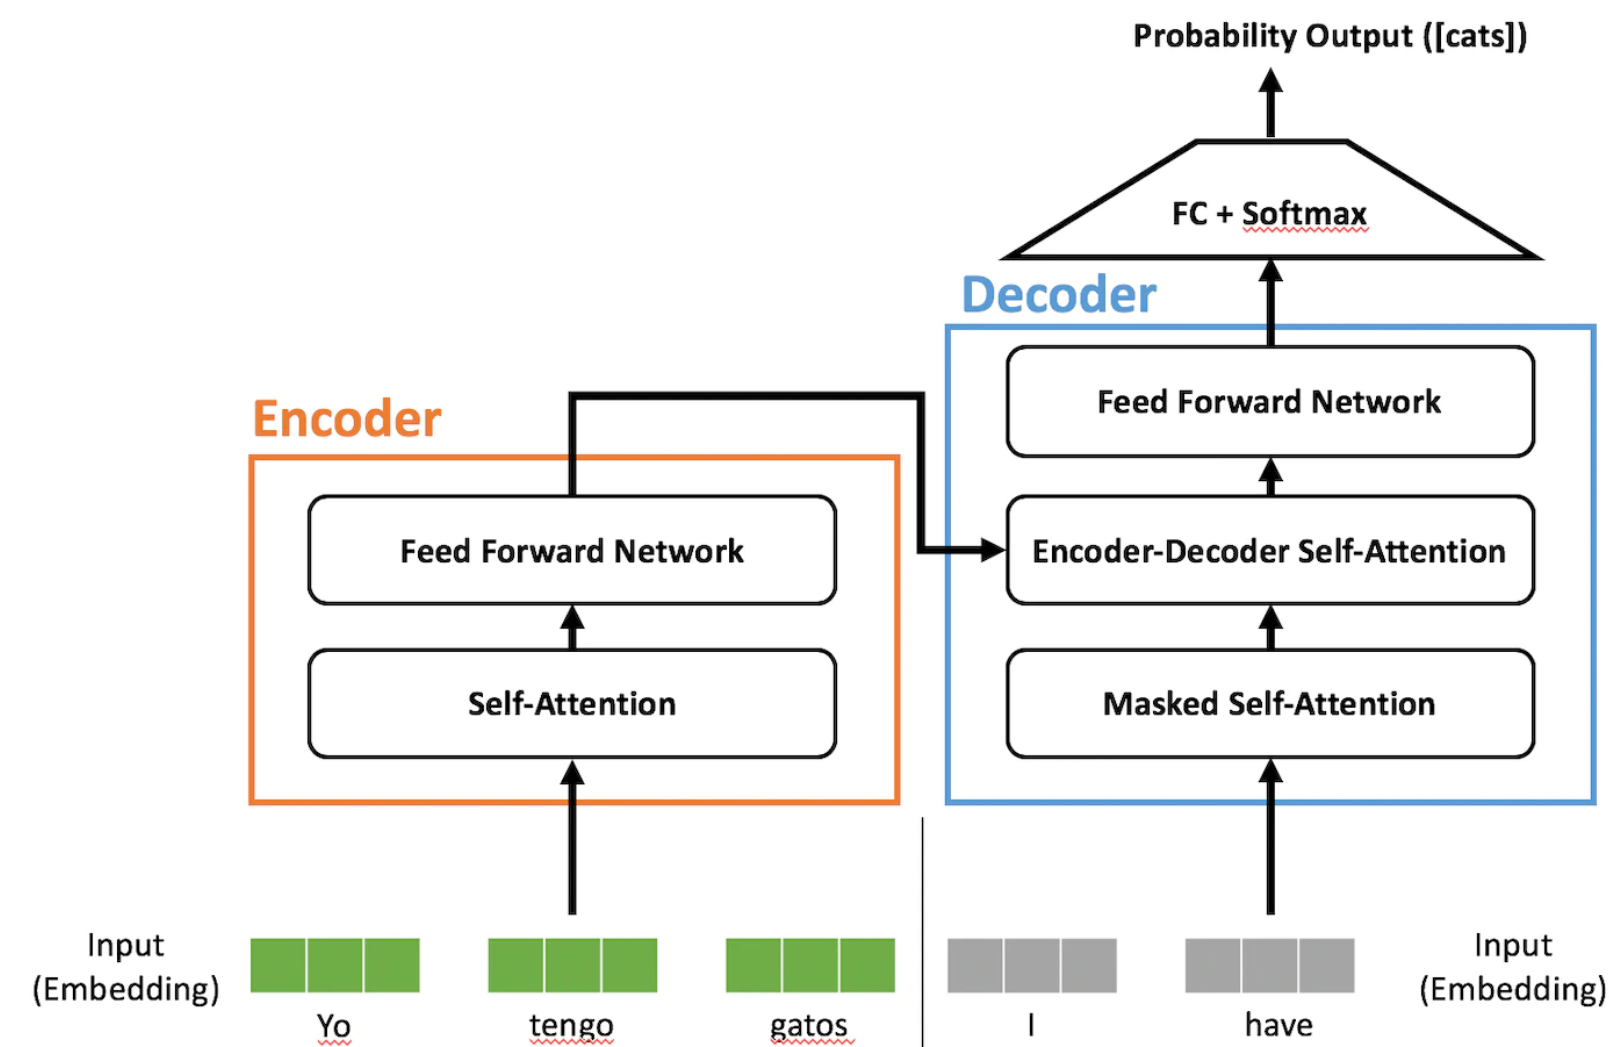 Probability Output ([cats])
FC + Softmax
Decoder
Feed Forward Network
Encoder-Decoder Self-Attention
Masked Self-Attention
Encoder
Feed Forward Network
Self-Attention
Input
(Embedding)
Yo
tengo
gatos
I
have
Input
(Embedding)